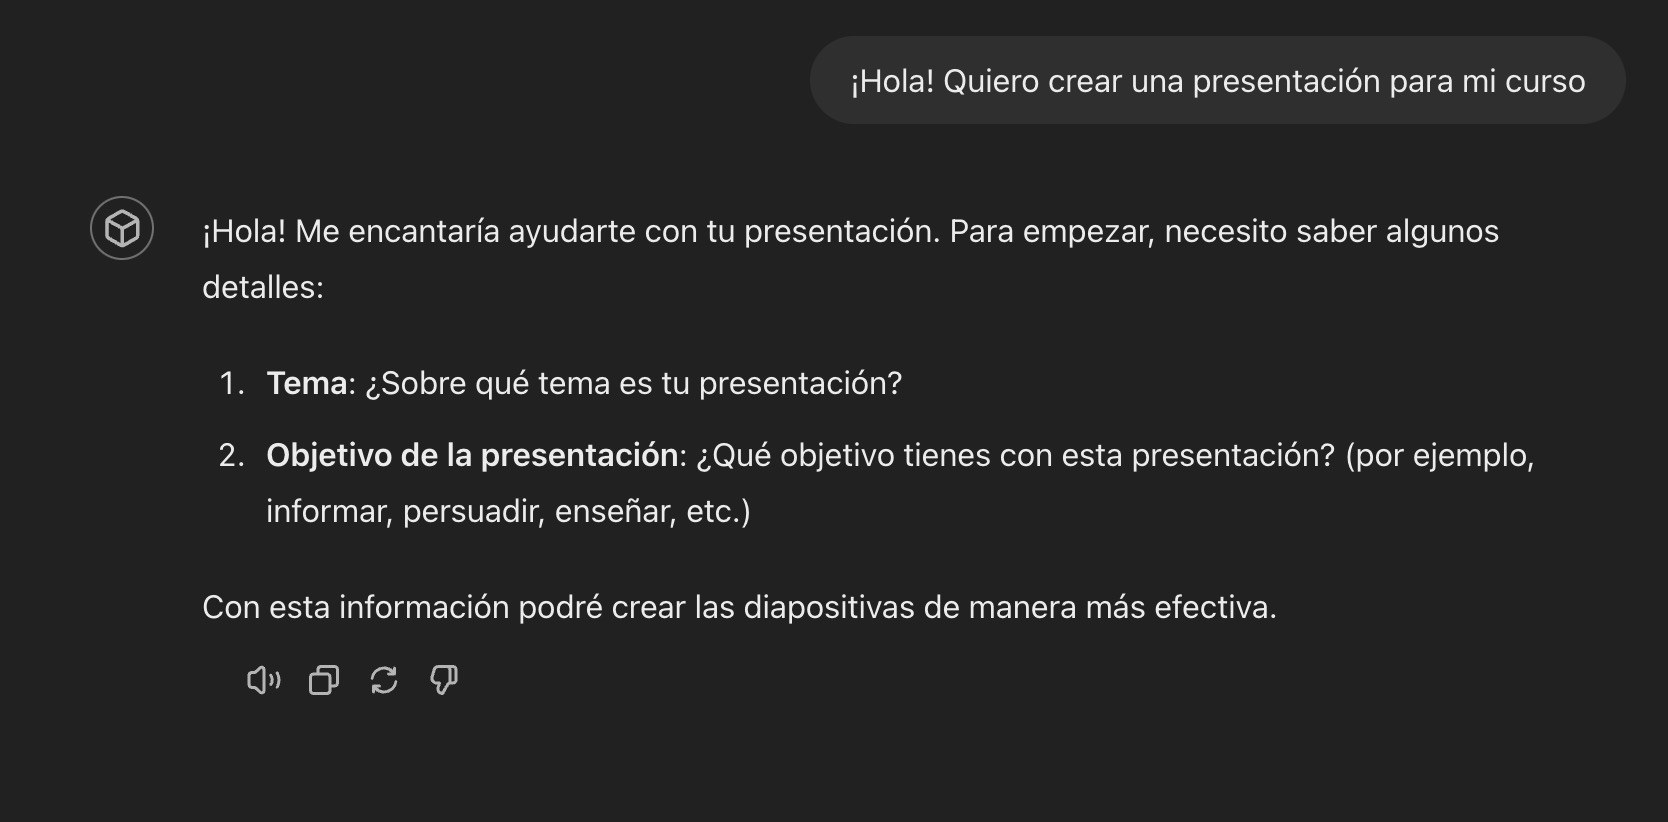 ¡Hola! Quiero crear una presentación para mi curso
¡Hola! Me encantaría ayudarte con tu presentación. Para empezar, necesito saber algunos
detalles:
1. Tema: ¿Sobre qué tema es tu presentación?
2. Objetivo de la presentación: ¿Qué objetivo tienes con esta presentación? (por ejemplo,
informar, persuadir, enseñar, etc.)
Con esta información podré crear las diapositivas de manera más efectiva.